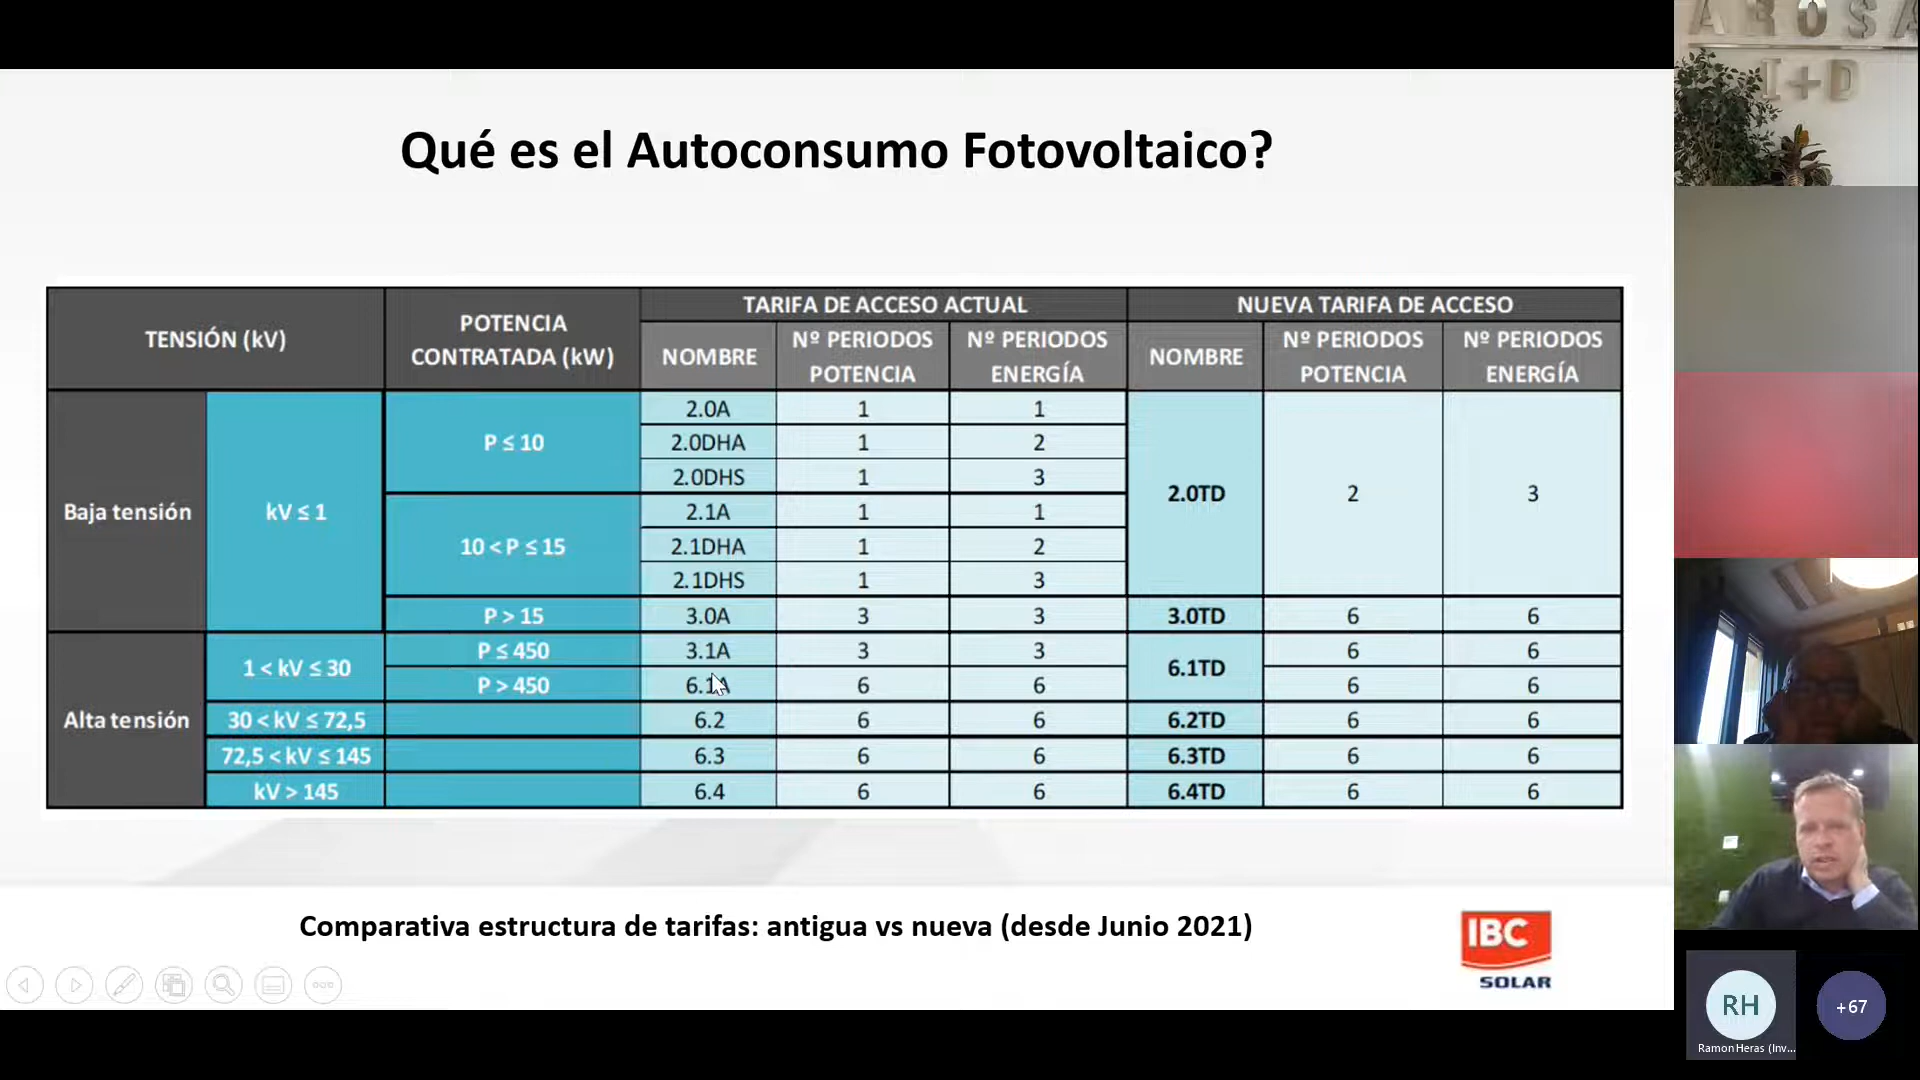 Qué es el Autoconsumo Fotovoltaico?
TENSIÓN (kV)
POTENCIA
CONTRATADA (kW)
TARIFA DE ACCESO ACTUAL
NUEVA TARIFA DE ACCESO
NOMBRE
Nº PERIODOS
POTENCIA
Nº PERIODOS
ENERGÍA
NOMBRE
Nº PERIODOS
POTENCIA
Nº PERIODOS
ENERGÍA
Baja tensión
kV ≤ 1
P ≤ 10
2.0A 1 1
2.0DHA 1 2
2.0DHS 1 3
10 < P ≤ 15
2.1A 1 1
2.1DHA 1 2
2.1DHS 1 3
2.0TD 2 3
P > 15 3.0A 3 3 3.0TD 6 6
Alta tensión
1 < kV ≤ 30
P ≤ 450 3.1A 3 3
6.1TD
6 6
P > 450 6.1A 6 6 6 6
30 < kV ≤ 72,5 6.2 6 6 6.2TD 6 6
72,5 < kV ≤ 145 6.3 6 6 6.3TD 6 6
kV > 145 6.4 6 6 6.4TD 6 6
Comparativa estructura de tarifas: antigua vs nueva (desde Junio 2021)
IBC
SOLAR
AROSA
I+D
RH
Ramon Heras (Inv...
+67